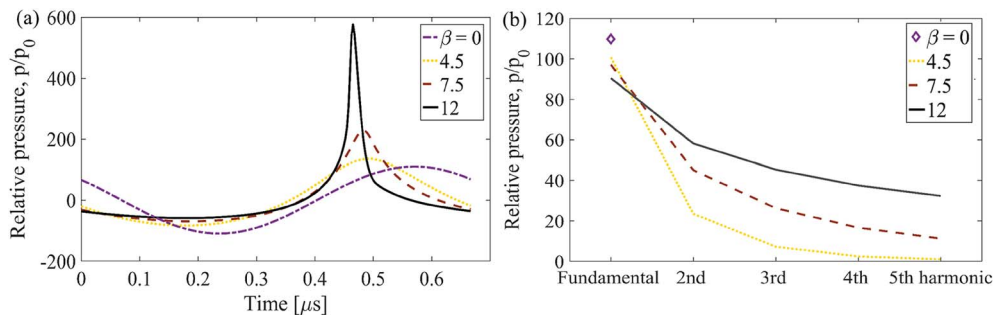 (a)
600
400
200
0
-200
Relative pressure, p/p0
0 0.1 0.2 0.3 0.4 0.5 0.6
Time [μs]
β = 0
4.5
7.5
12
(b)
120
100
80
60
40
20
0
Relative pressure, p/p0
Fundamental 2nd 3rd 4th 5th harmonic
β = 0
4.5
7.5
12